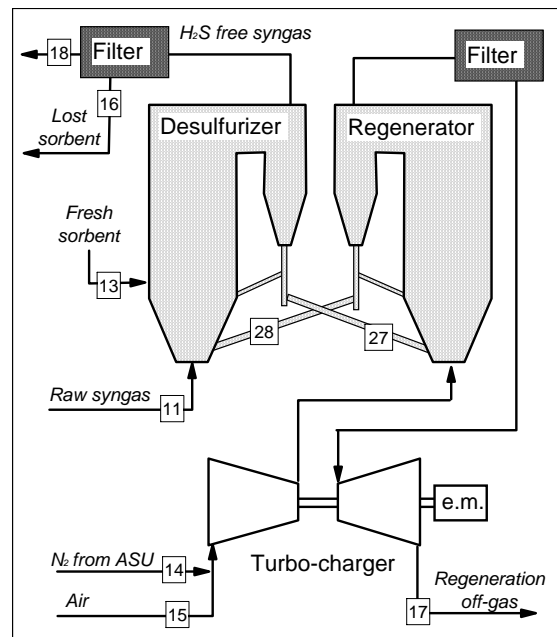 H₂S free syngas
Filter
18
Filter
16
Lost
sorbent
Desulfurizer
Regenerator
Fresh
sorbent
13
28
27
Raw syngas
11
e.m.
N₂ from ASU
14
Turbo-charger
Air
15
Regeneration
off-gas
17